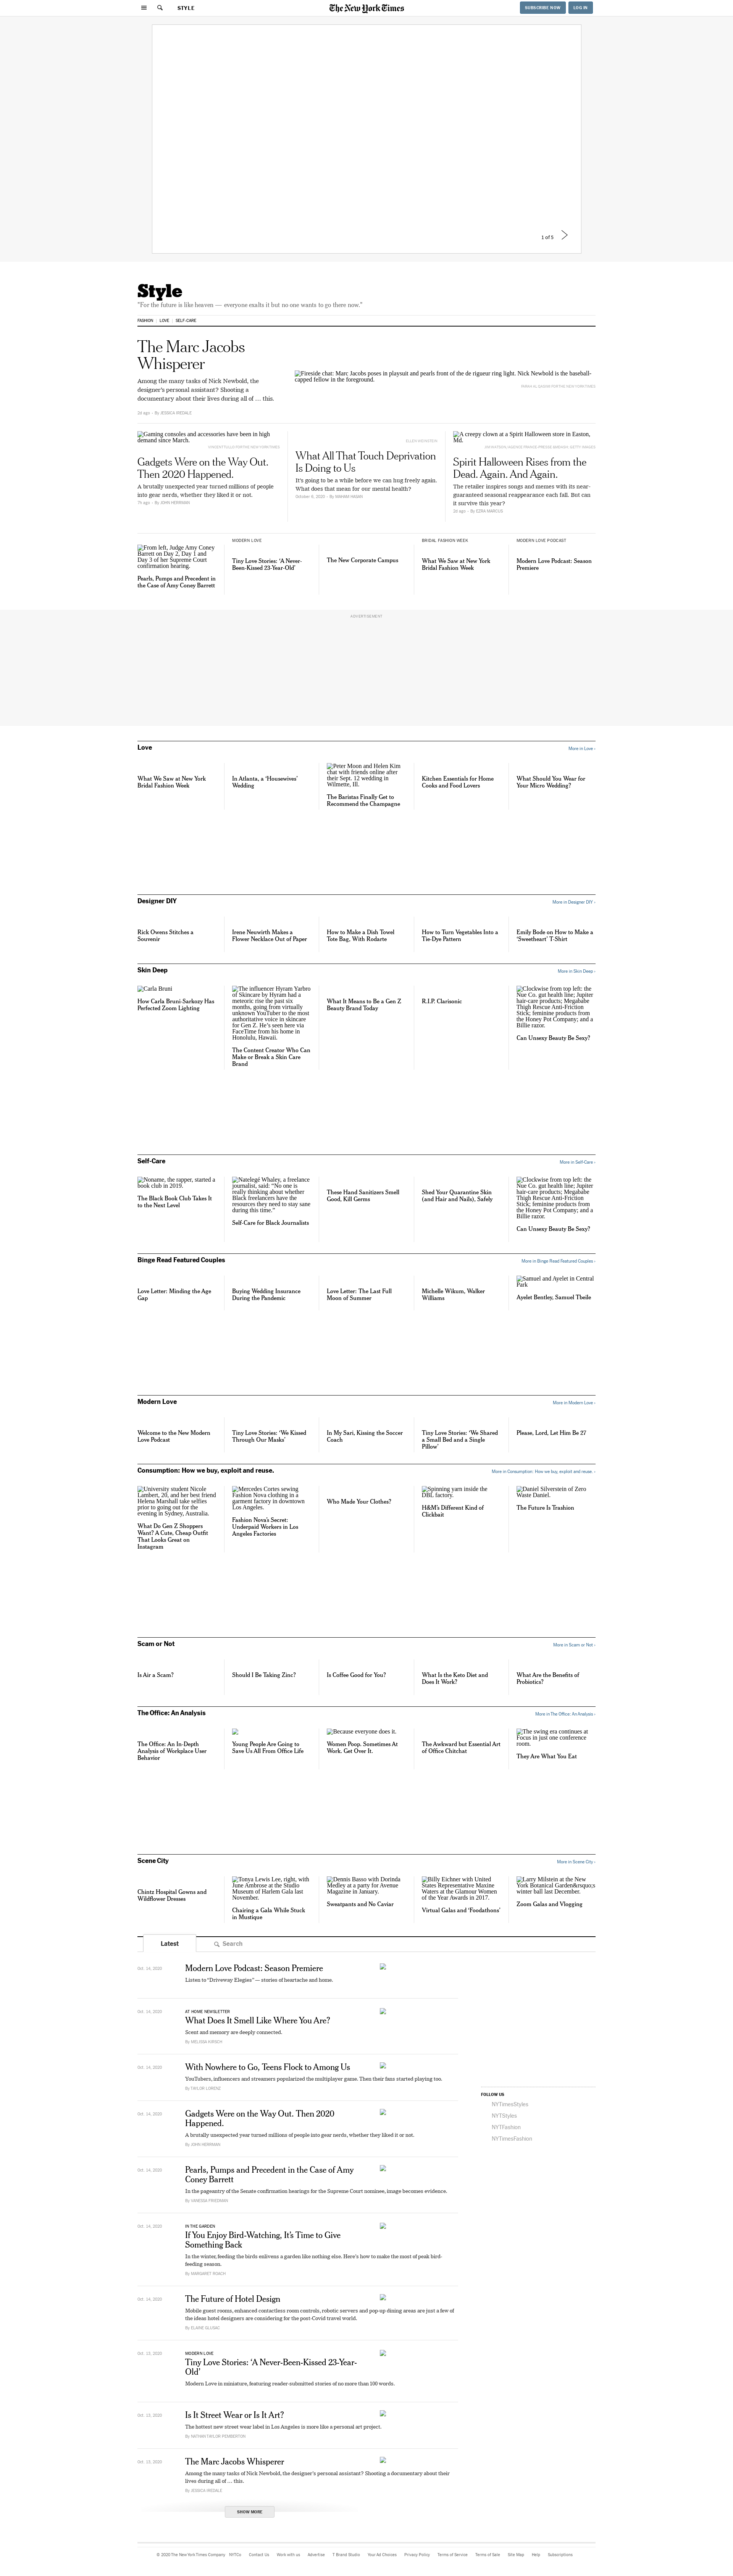 STYLE
The New York Times
SUBSCRIBE NOW
LOG IN
1 of 5
Style
"For the future is like heaven — everyone exalts it but no one wants to go there now."
FASHION
LOVE
SELF-CARE
The Marc Jacobs
Whisperer
Among the many tasks of Nick Newbold, the
designer's personal assistant? Shooting a
documentary about their lives during all of … this.
2d ago
By JESSICA IREDALE
Fireside chat: Marc Jacobs poses in playsuit and pearls front of the de rigueur ring light. Nick Newbold is the baseball-
capped fellow in the foreground.
Gaming consoles and accessories have been in high
demand since March.
VINCENT TULLO FOR THE NEW YORK TIMES
Gadgets Were on the Way Out.
Then 2020 Happened.
A brutally unexpected year turned millions of people
into gear nerds, whether they liked it or not.
7h ago
By JOHN HERRMAN
ELLEN WEINSTEIN
What All That Touch Deprivation
Is Doing to Us
It's going to be a while before we can hug freely again.
What does that mean for our mental health?
October 6, 2020
By MARAM HASAN
A creepy clown at a Spirit Halloween store in Easton,
Md.
Spirit Halloween Rises from the
Dead. Again. And Again.
The retailer inspires songs and memes with its near-
guaranteed seasonal reappearance each fall. But can
it survive this year?
1d ago
By EZRA MARCUS
From left, Judge Amy Coney
Barrett on Day 2, Day 1 and
Day 3 of her Supreme Court
confirmation hearing.
Pearls, Pumps and Precedent in
the Case of Amy Coney Barrett
MODERN LOVE
Tiny Love Stories: 'A Never-
Been-Kissed 23-Year-Old'
The New Corporate Campus
BRIDAL FASHION WEEK
What We Saw at New York
Bridal Fashion Week
MODERN LOVE PODCAST
Modern Love Podcast: Season
Premiere
ADVERTISEMENT
Love
More in Love ›
What We Saw at New York
Bridal Fashion Week
In Atlanta, a 'Housewives'
Wedding
Peter Moon and Helen Kim
chat with friends online after
their Sept. 12 wedding in
Wilmette, Ill.
The Baristas Finally Get to
Recommend the Champagne
Kitchen Essentials for Home
Cooks and Food Lovers
What Should You Wear for
Your Micro Wedding?
Designer DIY
More in Designer DIY ›
Rick Owens Stitches a
Souvenir
Irene Neuwirth Makes a
Flower Necklace Out of Paper
How to Make a Dish Towel
Tote Bag, With Rodarte
How to Turn Vegetables Into a
Tie-Dye Pattern
Emily Bode on How to Make a
'Sweetheart' T-Shirt
Skin Deep
More in Skin Deep ›
Carla Bruni
How Carla Bruni-Sarkozy Has
Perfected Zoom Lighting
The influencer Hyram Yarbro
of Skincare by Hyram had a
meteoric rise the past six
months, going from virtually
unknown YouTuber to the most
authoritative voice in skincare
for Gen Z. He's seen here via
FaceTime from his home in
Honolulu, Hawaii.
The Content Creator Who Can
Make or Break a Skin Care
Brand
What It Means to Be a Gen Z
Beauty Brand Today
R.I.P. Clarisonic
Clockwise from top left: the
Nue Co. gut health line; Jupiter
hair-care products; Megababe
Thigh Rescue Anti-Friction
Stick; feminine products from
the Honey Pot Company; and a
Billie razor.
Can Unsexy Beauty Be Sexy?
Self-Care
More in Self-Care ›
Noname, the rapper, started a
book club in 2019.
The Black Book Club Takes It
to the Next Level
Natelegé Whaley, a freelance
journalist, said: "No one is
really thinking about whether
Black freelancers have the
resources they need to stay sane
during this time."
Self-Care for Black Journalists
These Hand Sanitizers Smell
Good, Kill Germs
Shed Your Quarantine Skin
(and Hair and Nails), Safely
Clockwise from top left: the
Nue Co. gut health line; Jupiter
hair-care products; Megababe
Thigh Rescue Anti-Friction
Stick; feminine products from
the Honey Pot Company; and a
Billie razor.
Can Unsexy Beauty Be Sexy?
Binge Read Featured Couples
More in Binge Read Featured Couples ›
Love Letter: Minding the Age
Gap
Buying Wedding Insurance
During the Pandemic
Love Letter: The Last Full
Moon of Summer
Michelle Wikum, Walker
Williams
Samuel and Ayelet in Central
Park
Ayelet Bentley, Samuel Theile
Modern Love
More in Modern Love ›
Welcome to the New Modern
Love Podcast
Tiny Love Stories: 'We Kissed
Through Our Masks'
In My Sari, Kissing the Soccer
Coach
Tiny Love Stories: 'We Shared
a Small Bed and a Single
Pillow'
Please, Lord, Let Him Be 27
Consumption: How we buy, exploit and reuse.
More in Consumption: How we buy, exploit and reuse. ›
University student Nicole
Lambert, 20, and her best friend
Helena Marshall take selfies
prior to going out for the
evening in Sydney, Australia.
What Do Gen Z Shoppers
Want? A Cute, Cheap Outfit
That Looks Great on
Instagram
Mercedes Cortes sewing
Fashion Nova clothing in a
garment factory in downtown
Los Angeles.
Fashion Nova's Secret:
Underpaid Workers in Los
Angeles Factories
Who Made Your Clothes?
Spinning yarn inside the
DBL factory.
H&M's Different Kind of
Clickbait
Daniel Silverstein of Zero
Waste Daniel.
The Future Is Trashion
Scam or Not
More in Scam or Not ›
Is Air a Scam?
Should I Be Taking Zinc?
Is Coffee Good for You?
What Is the Keto Diet and
Does It Work?
What Are the Benefits of
Probiotics?
The Office: An Analysis
More in The Office: An Analysis ›
The Office: An In-Depth
Analysis of Workplace User
Behavior
Young People Are Going to
Save Us All From Office Life
Because everyone does it.
Women Poop. Sometimes At
Work. Get Over It.
The Awkward but Essential Art
of Office Chitchat
The swing era continues at
Focus in just one conference
room.
They Are What You Eat
Scene City
More in Scene City ›
Chintz Hospital Gowns and
Wildflower Dresses
Tonya Lewis Lee, right, with
June Ambrose at the Studio
Museum of Harlem Gala last
November.
Chairing a Gala While Stuck
in Mustique
Dennis Basso with Dorinda
Medley at a party for Avenue
Magazine in January.
Sweatpants and No Caviar
Billy Eichner with United
States Representative Maxine
Waters at the Glamour Women
of the Year Awards in 2017.
Virtual Galas and 'Foodathons'
Larry Milstein at the New
York Botanical Garden&rsquo;s
winter ball last December.
Zoom Galas and Vlogging
Latest
Search
Oct. 14, 2020
Modern Love Podcast: Season Premiere
Listen to "Driveway Elegies" — stories of heartache and home.
Oct. 14, 2020
AT HOME NEWSLETTER
What Does It Smell Like Where You Are?
Scent and memory are deeply connected.
By MELISSA KIRSCH
Oct. 14, 2020
With Nowhere to Go, Teens Flock to Among Us
YouTubers, influencers and streamers popularized the multiplayer game. Then their fans started playing too.
By TAYLOR LORENZ
Oct. 14, 2020
Gadgets Were on the Way Out. Then 2020
Happened.
A brutally unexpected year turned millions of people into gear nerds, whether they liked it or not.
By JOHN HERRMAN
Oct. 14, 2020
Pearls, Pumps and Precedent in the Case of Amy
Coney Barrett
In the pageantry of the Senate confirmation hearings for the Supreme Court nominee, image becomes evidence.
By VANESSA FRIEDMAN
Oct. 14, 2020
IN THE GARDEN
If You Enjoy Bird-Watching, It's Time to Give
Something Back
In the winter, feeding the birds enlivens a garden like nothing else. Here's how to make the most of peak bird-
feeding season.
By MARGARET ROACH
Oct. 14, 2020
The Future of Hotel Design
Mobile guest rooms, enhanced contactless room controls, robotic servers and pop-up dining areas are just a few of
the ideas hotel designers are considering for the post-Covid travel world.
By ELAINE GLUSAC
Oct. 13, 2020
MODERN LOVE
Tiny Love Stories: 'A Never-Been-Kissed 23-Year-
Old'
Modern Love in miniature, featuring reader-submitted stories of no more than 100 words.
Oct. 13, 2020
Is It Street Wear or Is It Art?
The hottest new street wear label in Los Angeles is more like a personal art project.
By NATHAN TAYLOR PEMBERTON
Oct. 13, 2020
The Marc Jacobs Whisperer
Among the many tasks of Nick Newbold, the designer's personal assistant? Shooting a documentary about their
lives during all of … this.
By JESSICA IREDALE
SHOW MORE
FOLLOW US
NYTimesStyles
NYTStyles
NYTFashion
NYTimesFashion
© 2020 The New York Times Company
NYTCo
Contact Us
Work with us
Advertise
T Brand Studio
Your Ad Choices
Privacy Policy
Terms of Service
Terms of Sale
Site Map
Help
Subscriptions